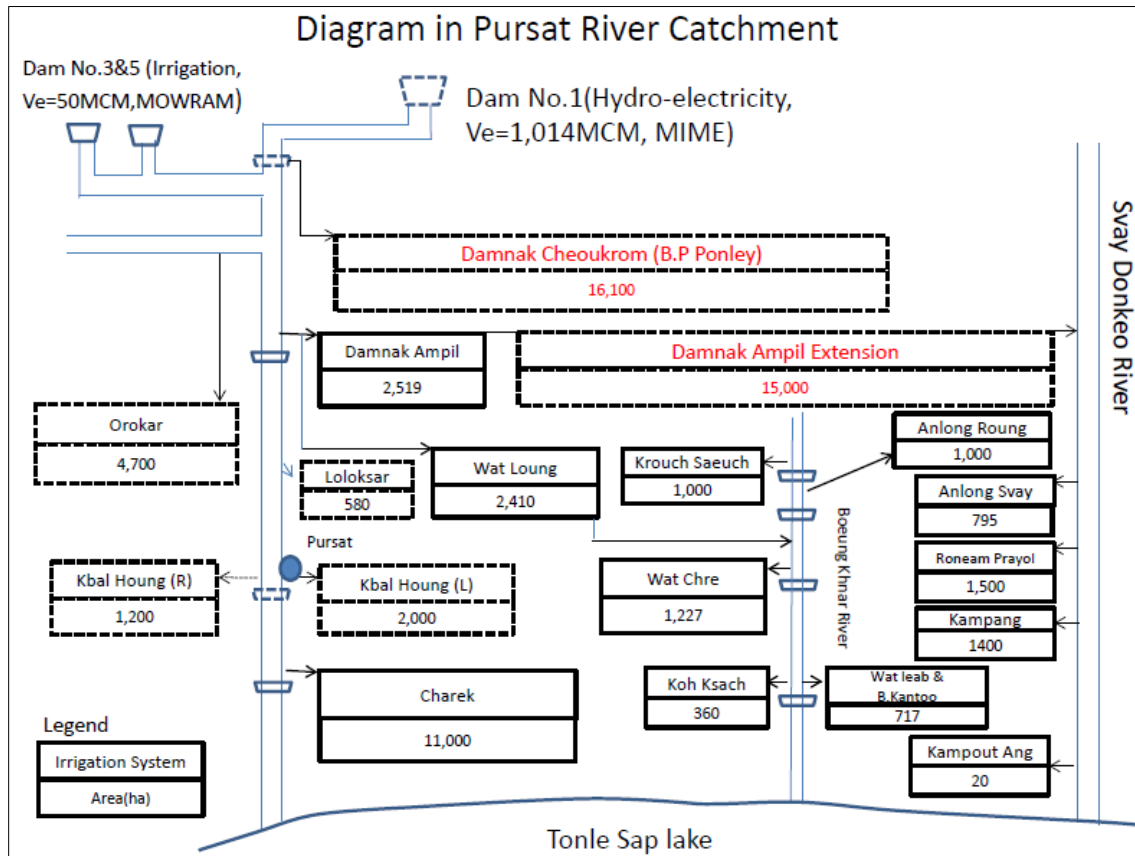 Diagram in Pursat River Catchment
Dam No.3&5 (Irrigation,
Ve=50MCM,MOWRAM)
Dam No.1(Hydro-electricity,
Ve=1,014MCM, MIME)
Svay Donkeo River
Damnak Cheoukrom (B.P Ponley)
16,100
Damnak Ampil
2,519
Damnak Ampil Extension
15,000
Orokar
4,700
Loloksar
580
Wat Loung
2,410
Krouch Saeuch
1,000
Anlong Roung
1,000
Anlong Svay
795
Boeung Khnar River
Pursat
Kbal Houng (R)
1,200
Kbal Houng (L)
2,000
Wat Chre
1,227
Roneam Prayol
1,500
Kampang
1400
Charek
11,000
Koh Ksach
360
Wat leab &
B.Kantoo
717
Kampout Ang
20
Legend
Irrigation System
Area(ha)
Tonle Sap lake